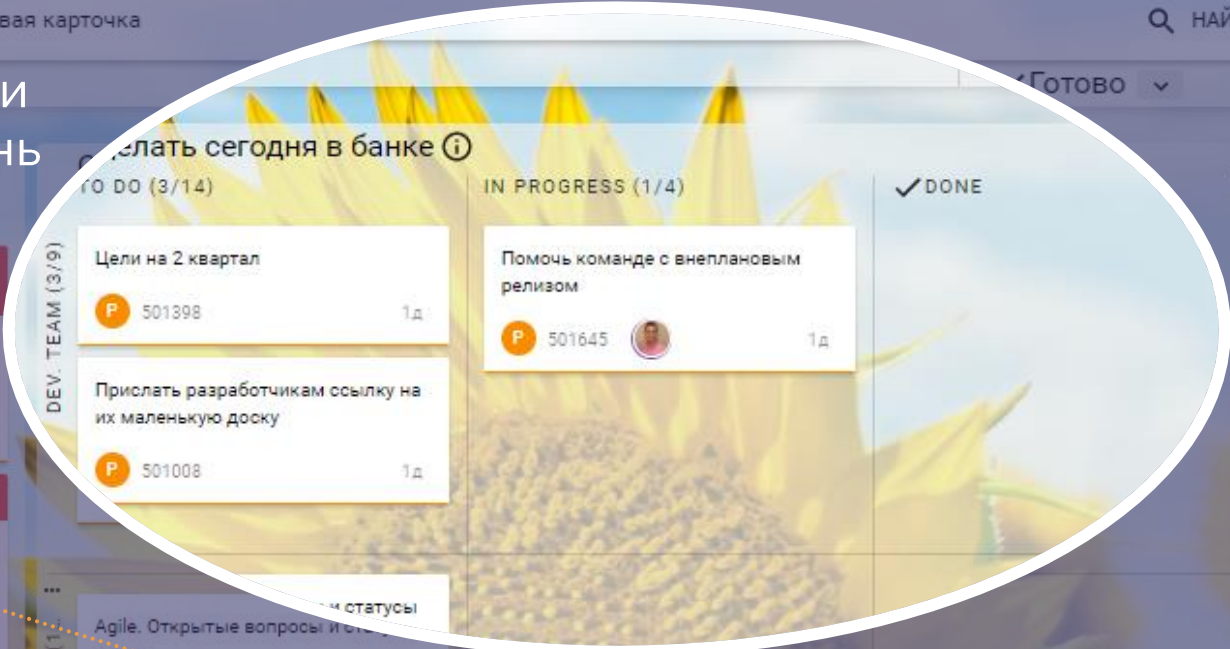 вая карточка
НАЙ
и
нь
Готово
делать сегодня в банке
TO DO (3/14)
IN PROGRESS (1/4)
DONE
DEV. TEAM (3/9)
Цели на 2 квартал
P 501398 1д
Прислать разработчикам ссылку на
их маленькую доску
P 501008 1д
Помочь команде с внеплановым
релизом
P 501645 1д
и статусы
Agile. Открытые вопросы и